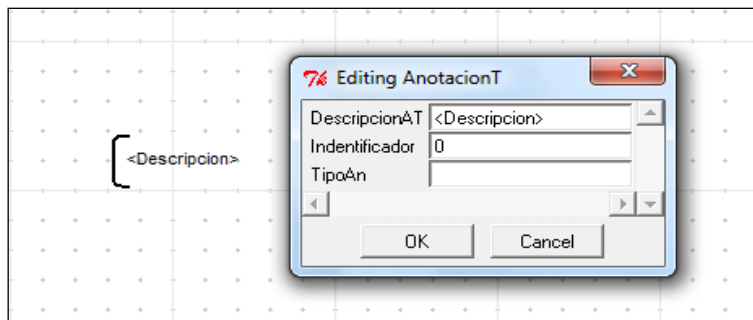 Editing AnotacionT
DescripcionAT <Descripcion>
Indentificador 0
TipoAn
OK Cancel
<Descripcion>